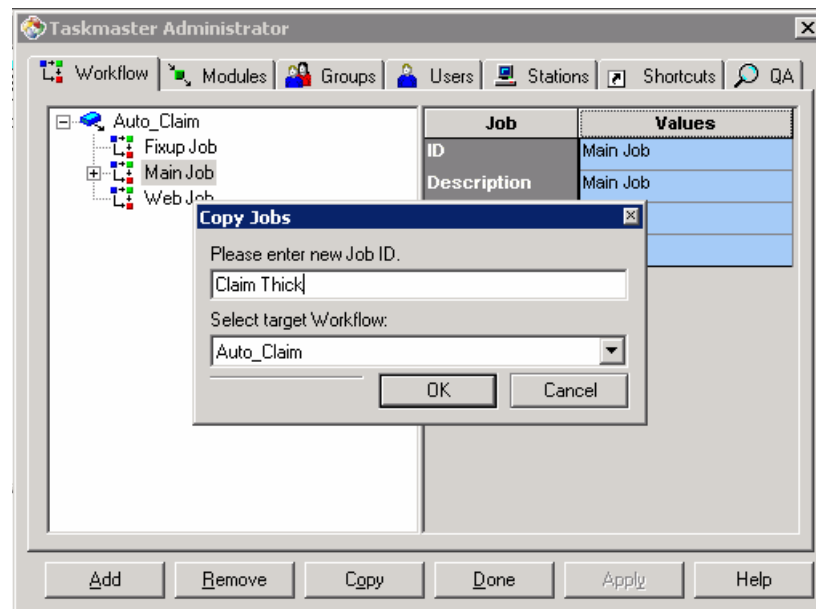 Taskmaster Administrator
Workflow Modules Groups Users Stations Shortcuts QA
Auto_Claim
Fixup Job
Main Job
Web Job
Job Values
ID Main Job
Description Main Job
Copy Jobs
Please enter new Job ID.
Claim Thick
Select target Workflow:
Auto_Claim
OK Cancel
Add Remove Copy Done Apply Help